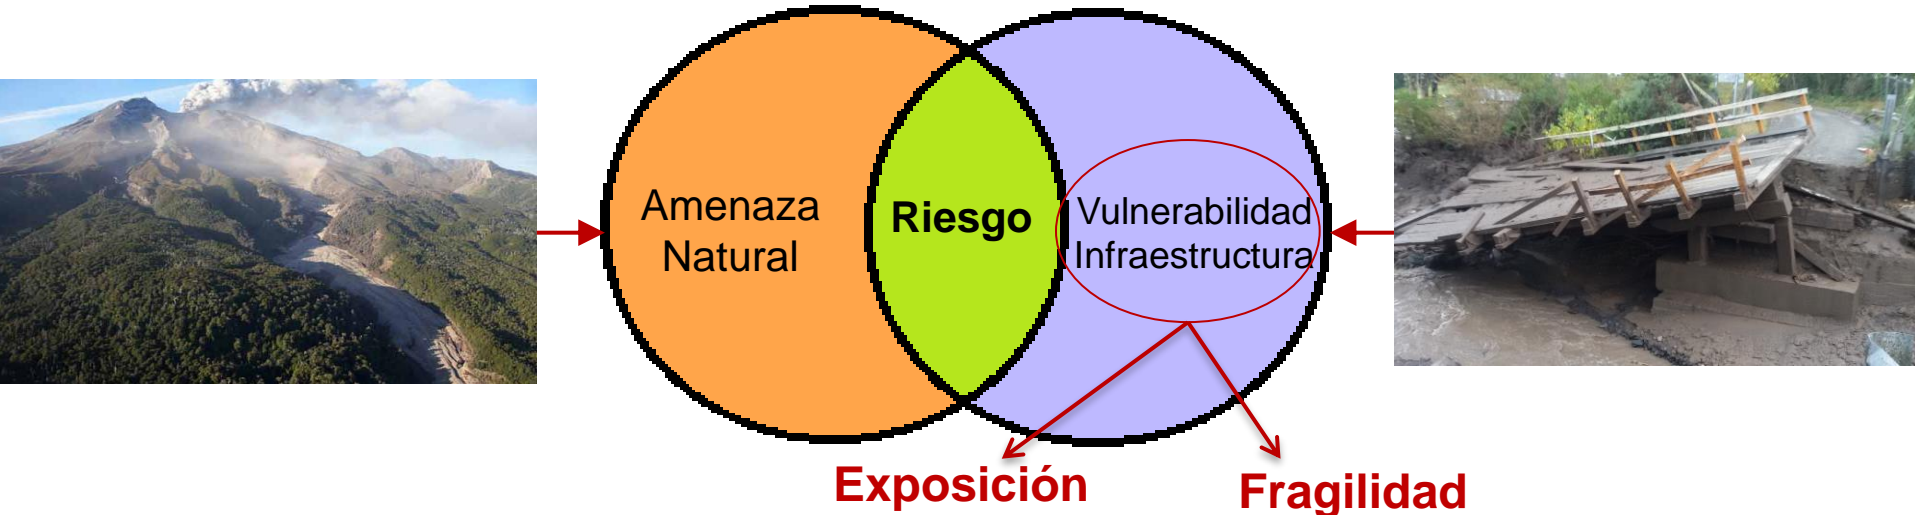 Amenaza
Natural
Riesgo
Vulnerabilidad
Infraestructura
Exposición
Fragilidad